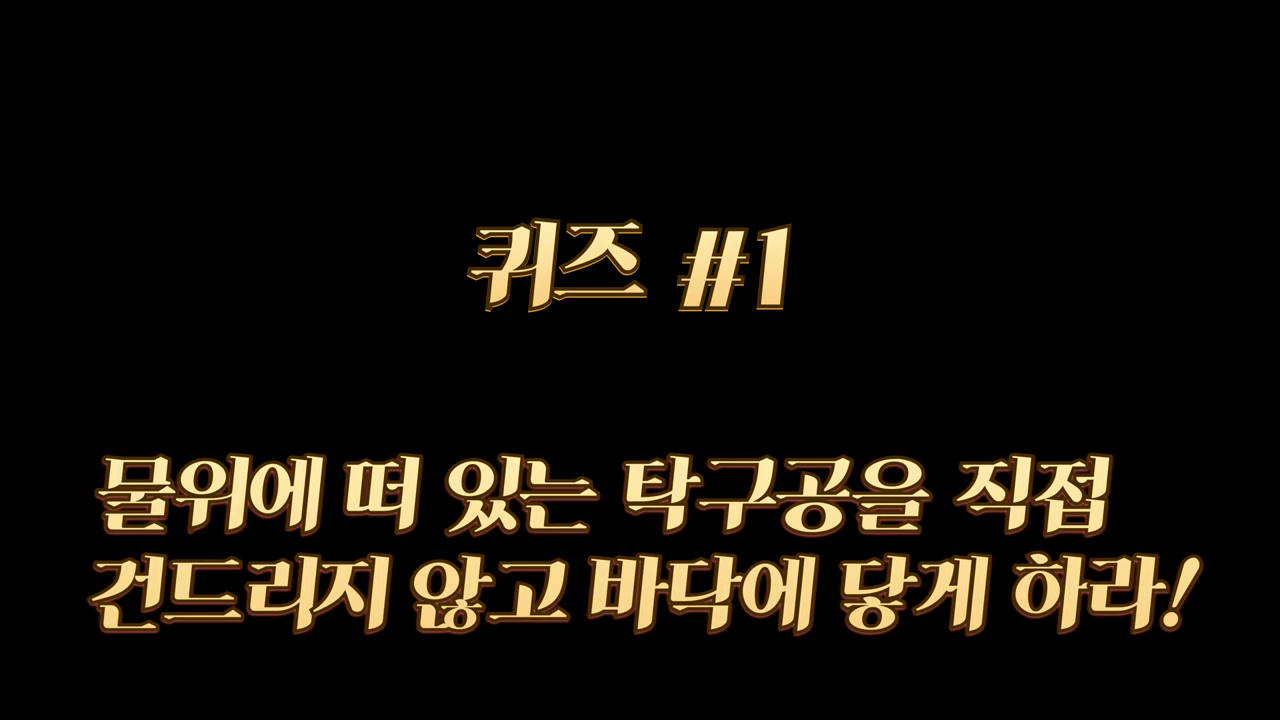 퀴즈 #1
물위에 떠 있는 탁구공을 직접
건드리지 않고 바닥에 닿게 하라!